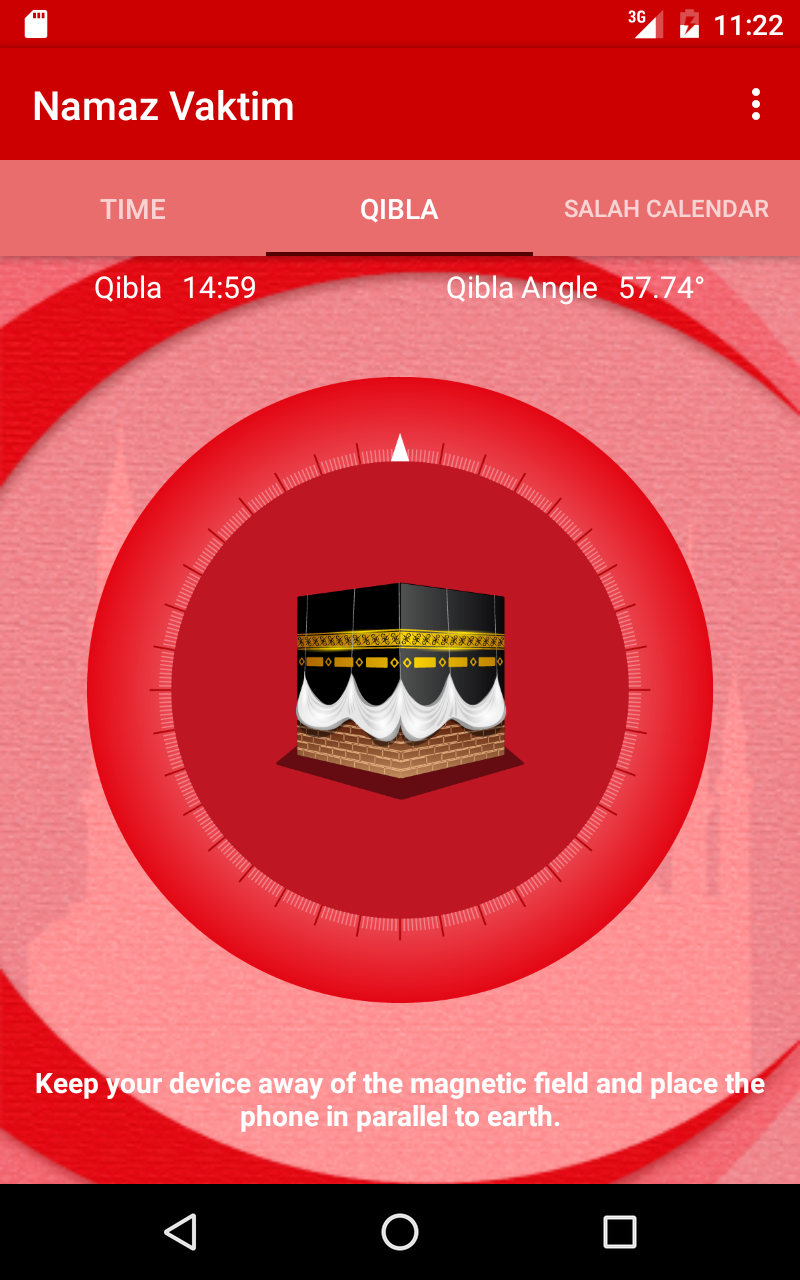 3G 11:22
Namaz Vaktim
TIME QIBLA SALAH CALENDAR
Qibla 14:59 Qibla Angle 57.74°
Keep your device away of the magnetic field and place the
phone in parallel to earth.